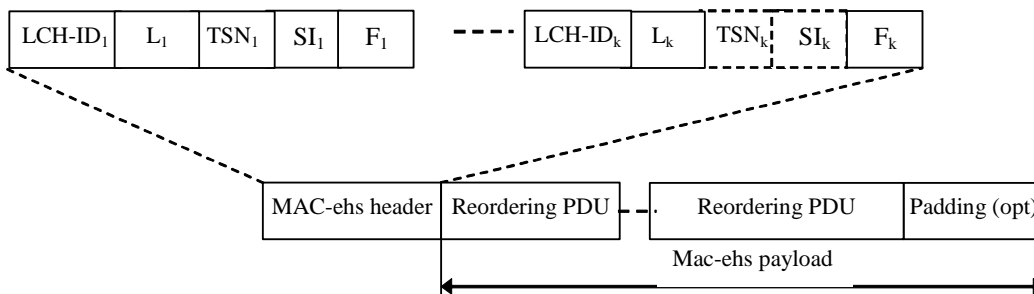 LCH-ID₁ L₁ TSN₁ SI₁ F₁ LCH-IDₖ Lₖ TSNₖ SIₖ Fₖ
MAC-ehs header Reordering PDU Reordering PDU Padding (opt)
Mac-ehs payload